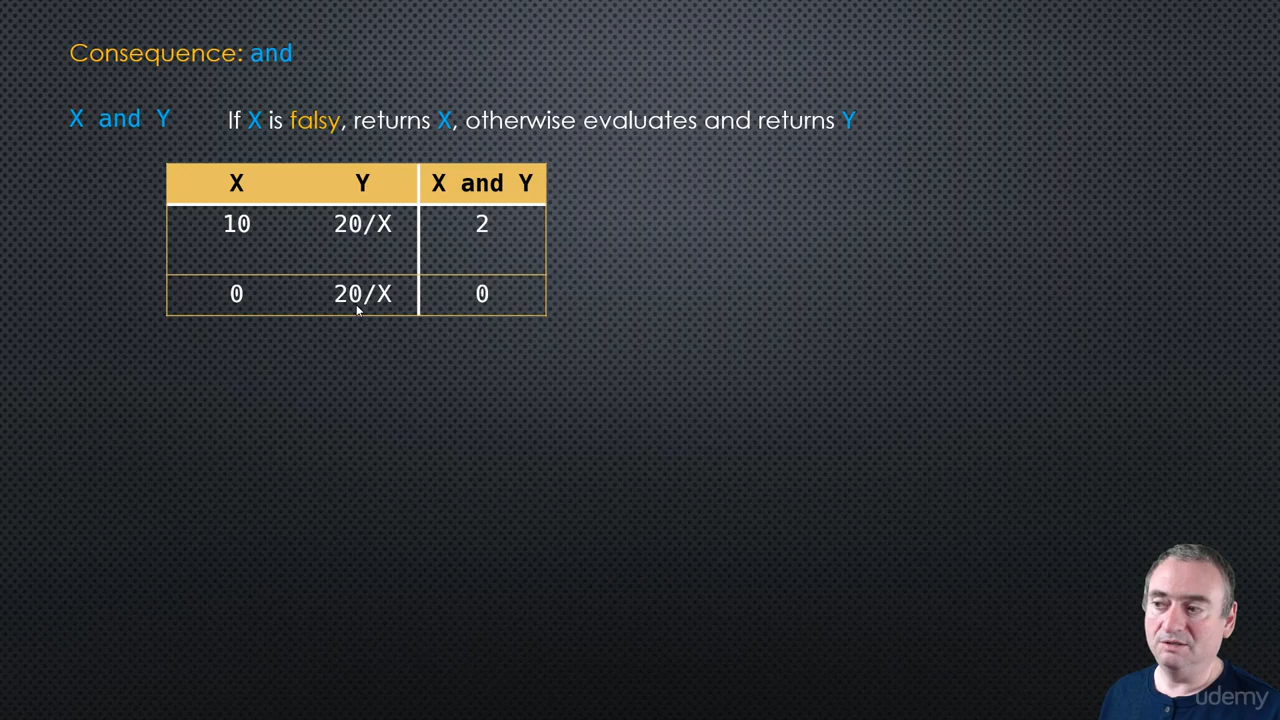 Consequence: and
X and Y If X is falsy, returns X, otherwise evaluates and returns Y
X Y X and Y
10 20/X 2
0 20/X 0
udemy